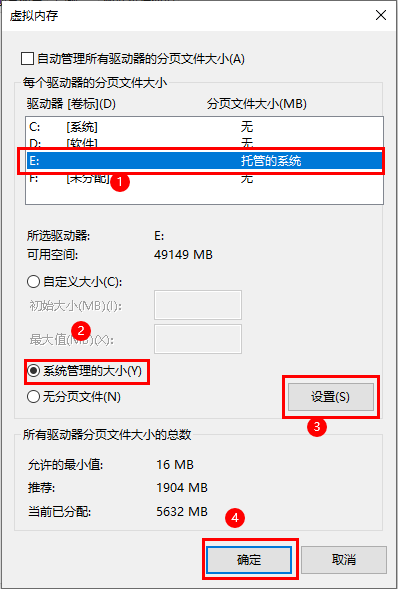 虚拟内存
自动管理所有驱动器的分页文件大小(A)
每个驱动器的分页文件大小
驱动器 [卷标](D) 分页文件大小(MB)
C: [系统] 无
D: [软件] 无
E: 托管的系统
F: [未分配] 无
1
所选驱动器: E:
可用空间: 49149 MB
自定义大小(C):
初始大小(MB)(I):
2
最大值(MB)(X):
系统管理的大小(Y)
无分页文件(N) 设置(S)
3
所有驱动器分页文件大小的总数
允许的最小值: 16 MB
推荐: 1904 MB
当前已分配: 5632 MB
4
确定 取消